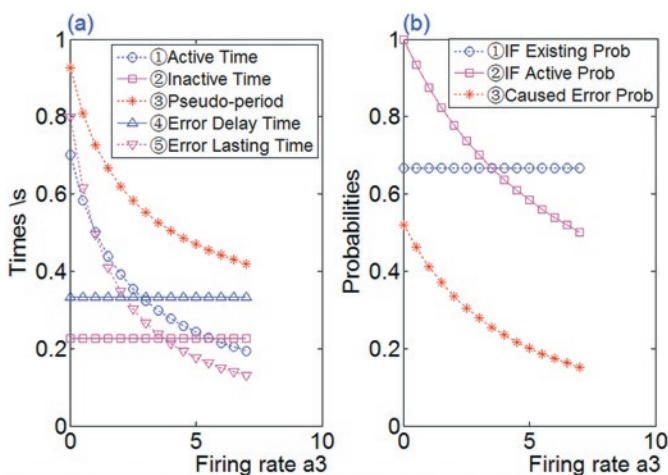 (a)
①Active Time
②Inactive Time
③Pseudo-period
④Error Delay Time
⑤Error Lasting Time
Times \s
1
0.8
0.6
0.4
0.2
0
0
5
10
Firing rate a3
(b)
①IF Existing Prob
②IF Active Prob
③Caused Error Prob
Probabilities
1
0.8
0.6
0.4
0.2
0
0
5
10
Firing rate a3